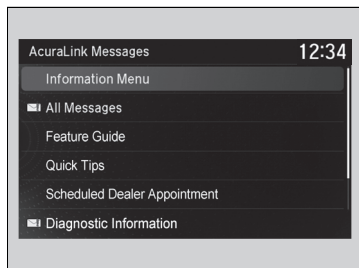 AcuraLink Messages 12:34
Information Menu
All Messages
Feature Guide
Quick Tips
Scheduled Dealer Appointment
Diagnostic Information